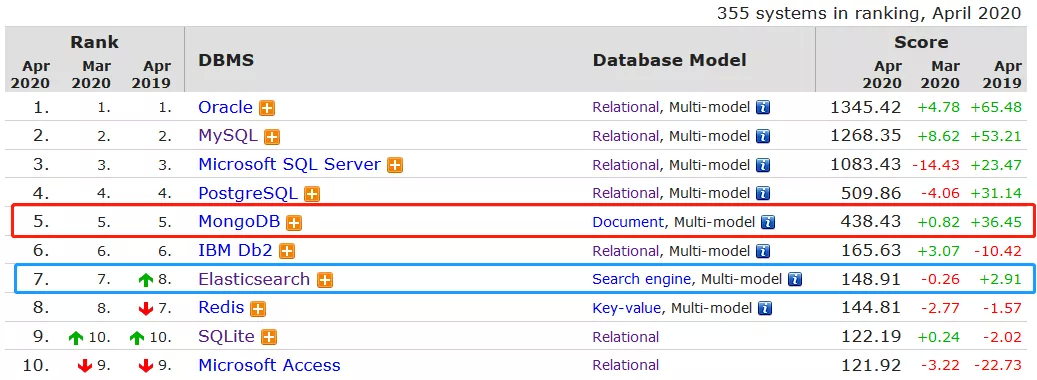 355 systems in ranking, April 2020
Rank DBMS Database Model Score
Apr 2020 Mar 2020 Apr 2019 Apr 2020 Mar 2020 Apr 2019
1. 1. 1. Oracle + Relational, Multi-model i 1345.42 +4.78 +65.48
2. 2. 2. MySQL + Relational, Multi-model i 1268.35 +8.62 +53.21
3. 3. 3. Microsoft SQL Server + Relational, Multi-model i 1083.43 -14.43 +23.47
4. 4. 4. PostgreSQL + Relational, Multi-model i 509.86 -4.06 +31.14
5. 5. 5. MongoDB + Document, Multi-model i 438.43 +0.82 +36.45
6. 6. 6. IBM Db2 + Relational, Multi-model i 165.63 +3.07 -10.42
7. 7. 8. Elasticsearch + Search engine, Multi-model i 148.91 -0.26 +2.91
8. 8. 7. Redis + Key-value, Multi-model i 144.81 -2.77 -1.57
9. 10. 10. SQLite + Relational 122.19 +0.24 -2.02
10. 9. 9. Microsoft Access Relational 121.92 -3.22 -22.73